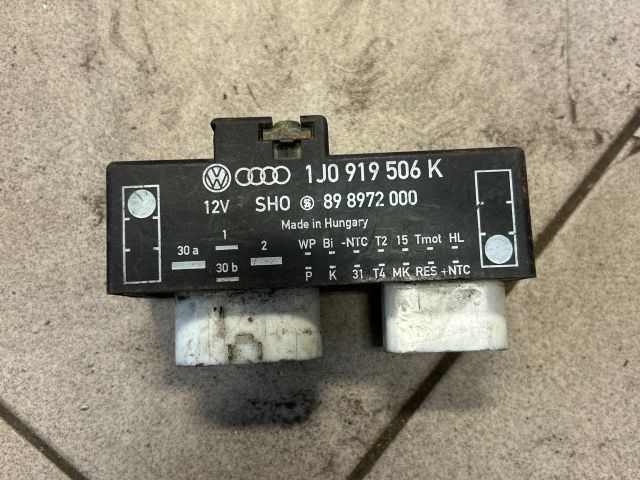 1J0 919 506 K
12V SHO 89 8972 000
Made in Hungary
30 a 1 2 WP Bi -NTC T2 15 Tmot HL
30 b P K 31 T4 MK RES +NTC